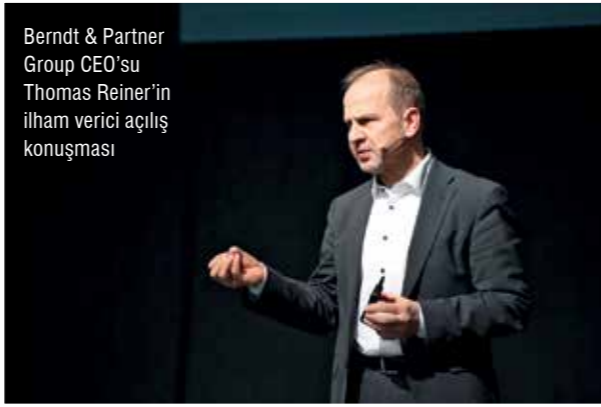 Berndt & Partner
Group CEO’su
Thomas Reiner’in
ilham verici açılış
konuşması